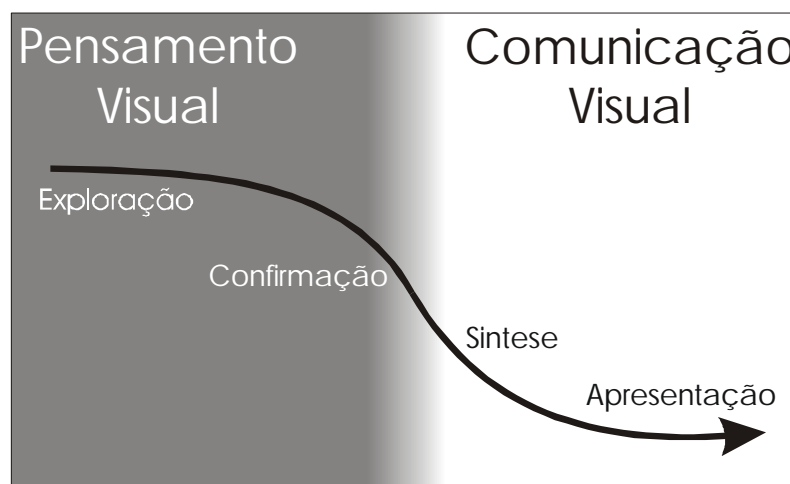 Pensamento
Visual
Comunicação
Visual
Exploração
Confirmação
Sintese
Apresentação